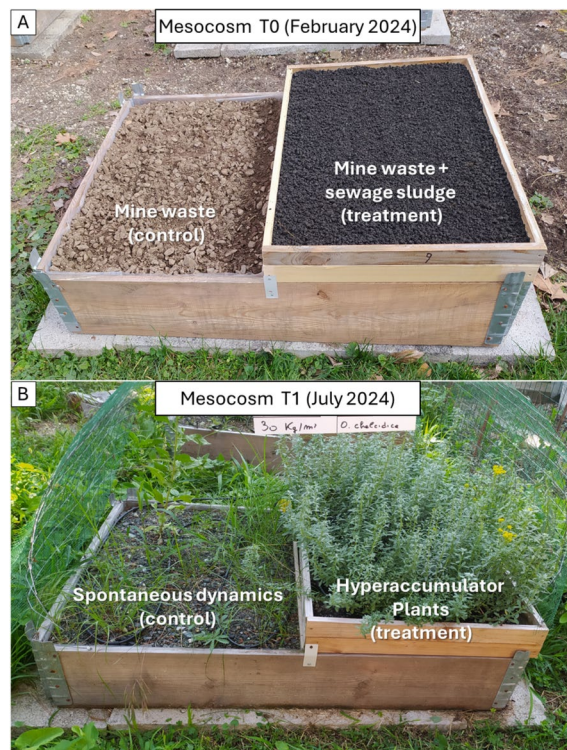 A
Mesocosm T0 (February 2024)
Mine waste
(control)
Mine waste +
sewage sludge
(treatment)
B
Mesocosm T1 (July 2024)
30 Kg/m²
O. chalcidica
Spontaneous dynamics
(control)
Hyperaccumulator
Plants
(treatment)